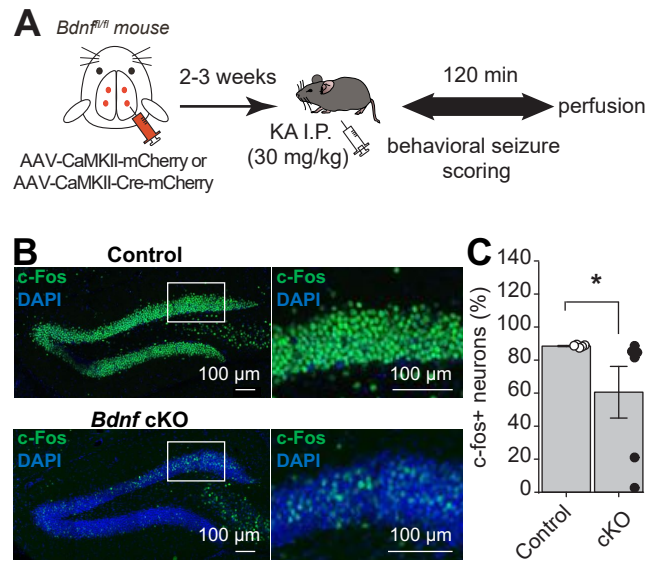 A
Bdnffl/fl mouse
2-3 weeks
120 min
perfusion
KA I.P.
(30 mg/kg)
behavioral seizure
scoring
AAV-CaMKII-mCherry or
AAV-CaMKII-Cre-mCherry
B
Control
c-Fos
DAPI
100 µm
c-Fos
DAPI
100 µm
Bdnf cKO
c-Fos
DAPI
100 µm
c-Fos
DAPI
100 µm
C
c-fos+ neurons (%)
140
120
100
80
60
40
20
0
*
Control
cKO